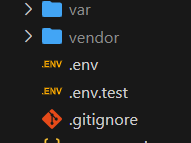 var
vendor
.ENV .env
.ENV .env.test
.gitignore